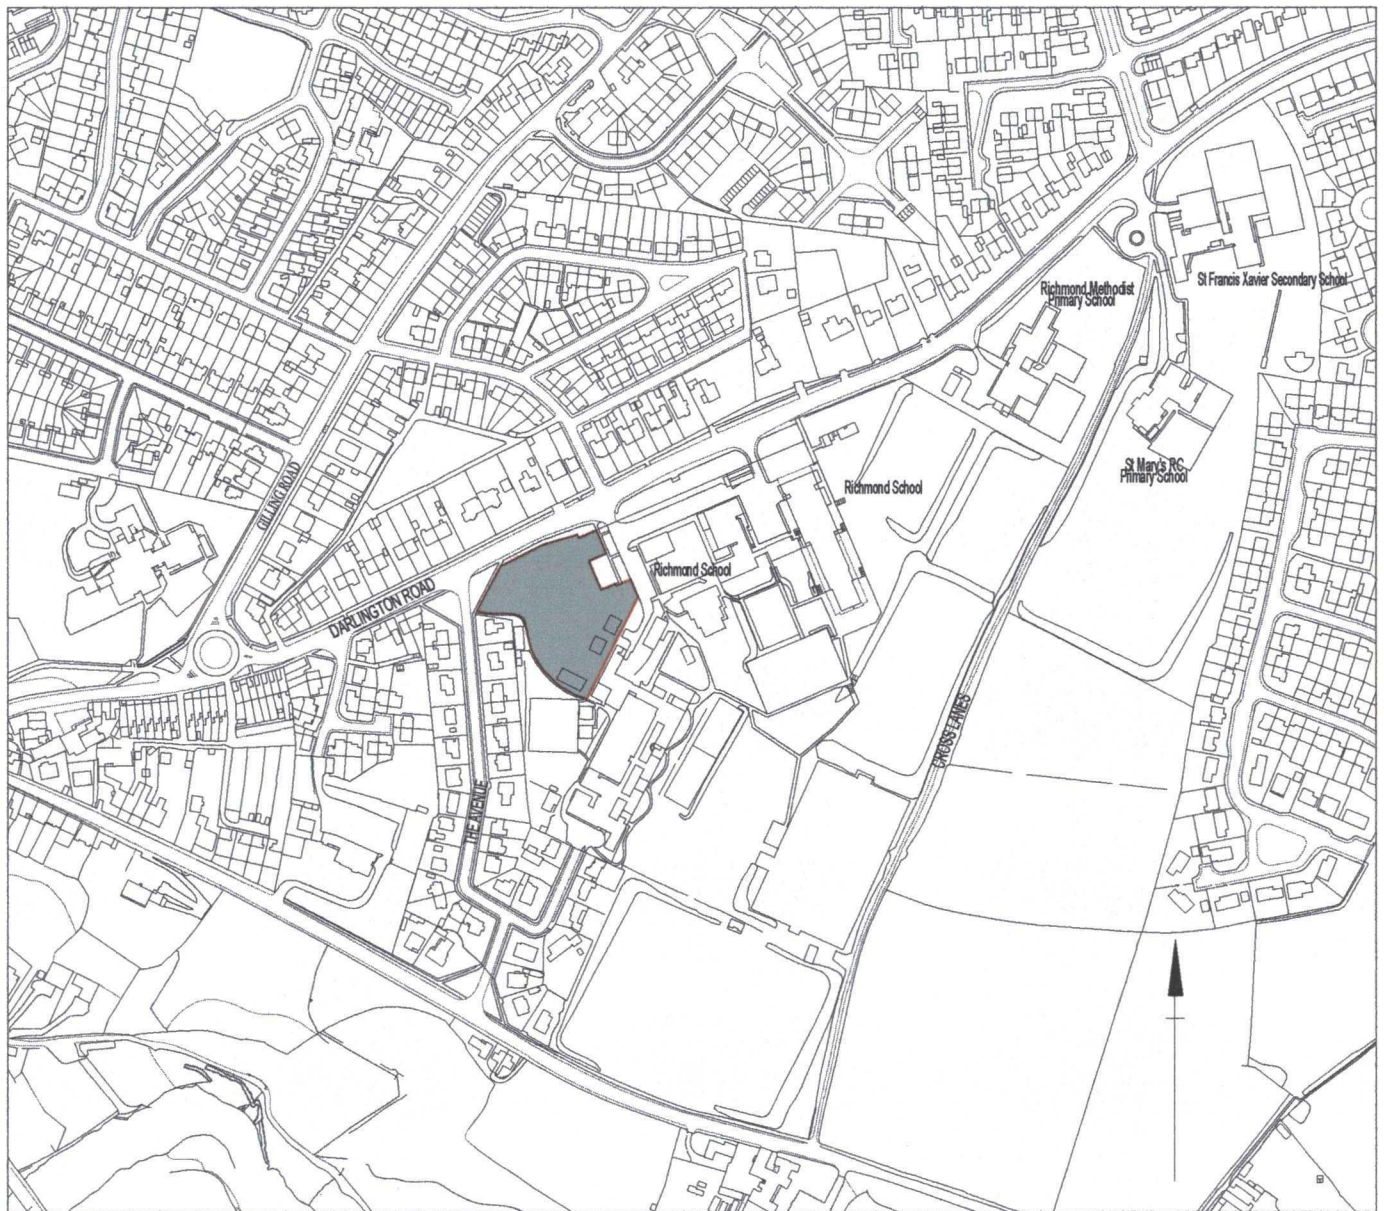 St Francis Xavier Secondary School
Richmond Methodist
Primary School
St Mary's RC
Primary School
Richmond School
GILLING ROAD
Richmond School
DARLINGTON ROAD
CROSS LANES
THE AVENUE